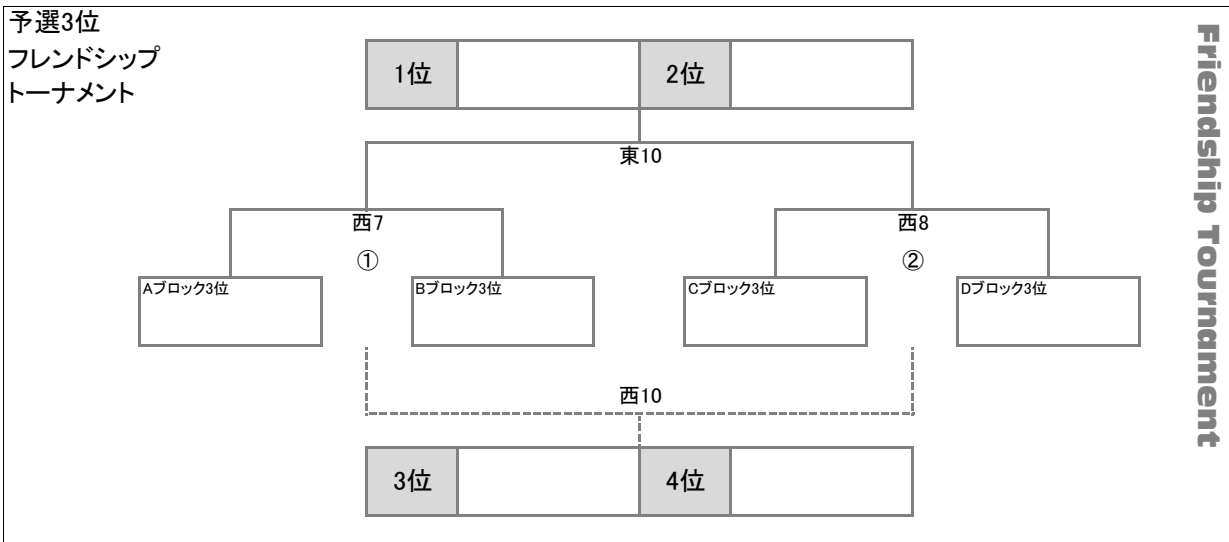 予選3位
フレンドシップ
トーナメント
1位
2位
東10
西7
西8
①
②
Aブロック3位
Bブロック3位
Cブロック3位
Dブロック3位
西10
3位
4位
Friendship Tournament